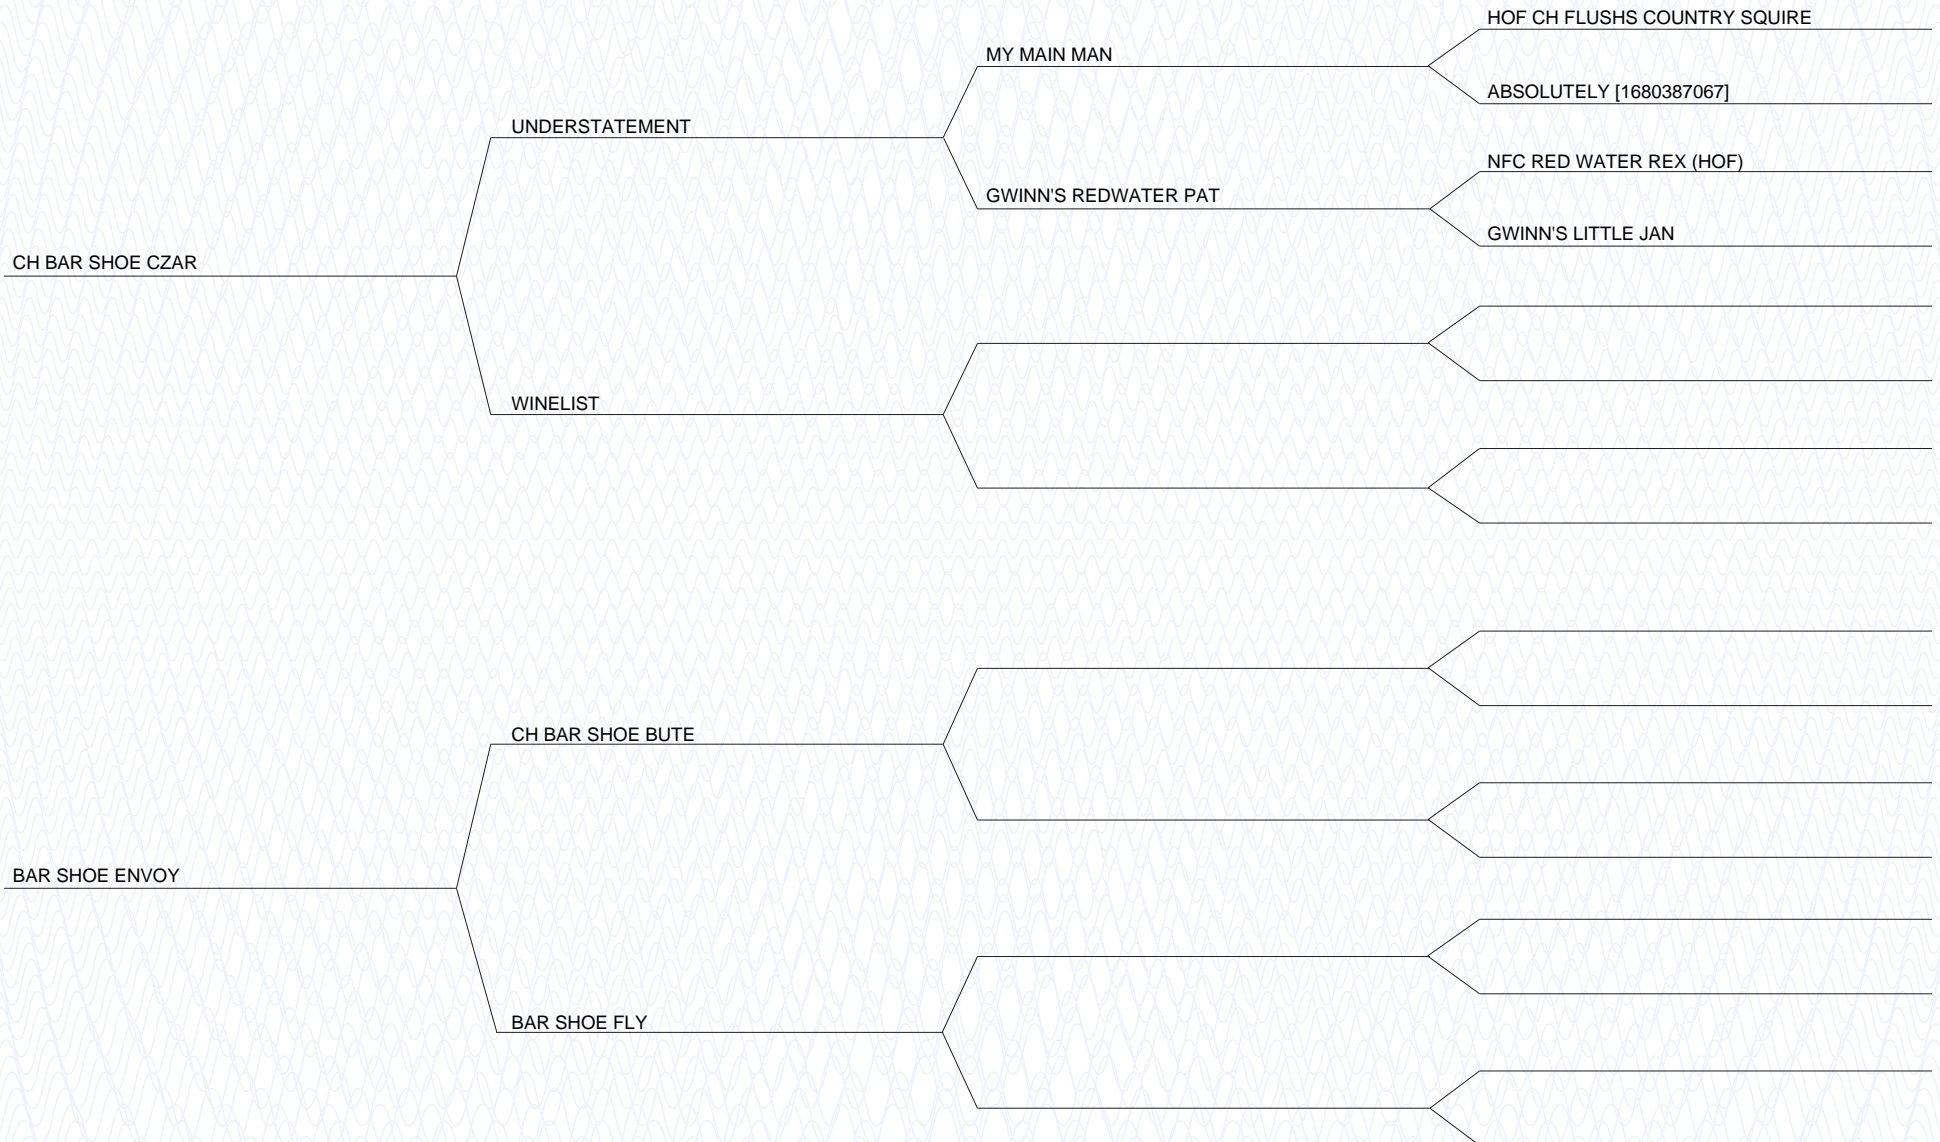 HOF CH FLUSHS COUNTRY SQUIRE
MY MAIN MAN
ABSOLUTELY [1680387067]
UNDERSTATEMENT
NFC RED WATER REX (HOF)
GWINN'S REDWATER PAT
GWINN'S LITTLE JAN
CH BAR SHOE CZAR
WINELIST
CH BAR SHOE BUTE
BAR SHOE ENVOY
BAR SHOE FLY